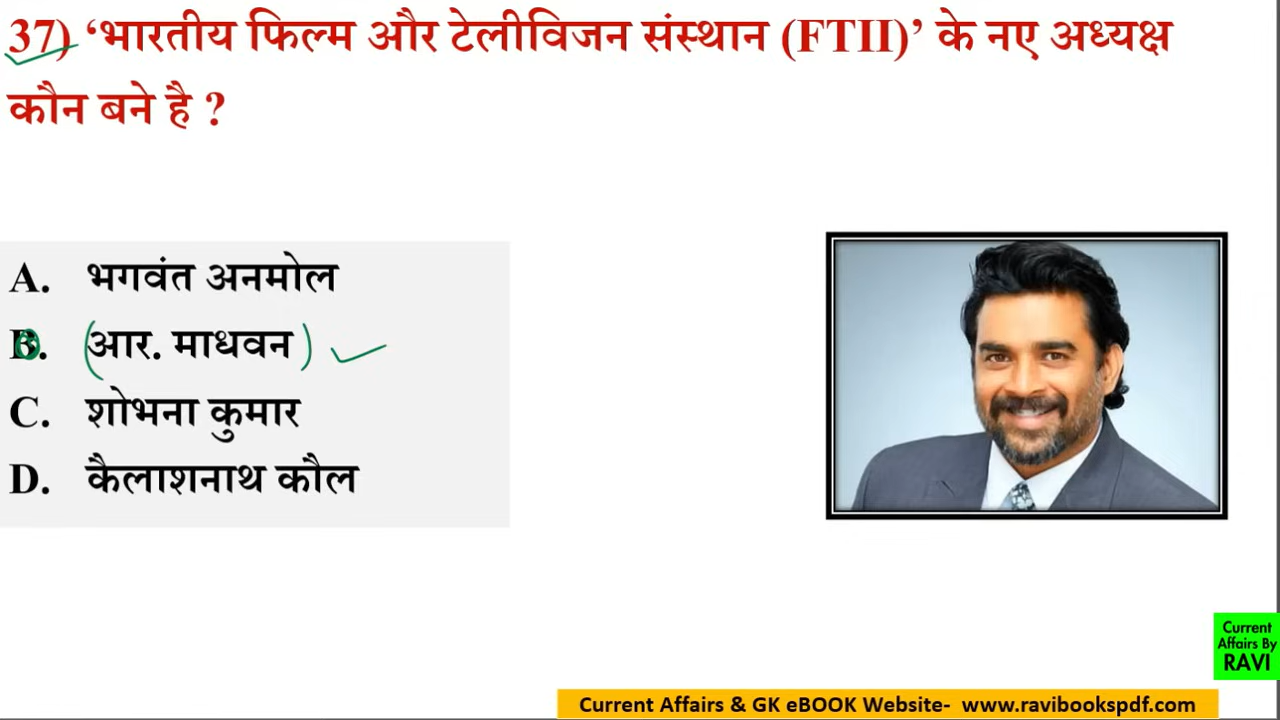 37) ‘भारतीय फिल्म और टेलीविजन संस्थान (FTII)’ के नए अध्यक्ष
कौन बने है ?
A. भगवंत अनमोल
B. (आर. माधवन)
C. शोभना कुमार
D. कैलाशनाथ कौल
Current
Affairs By
RAVI
Current Affairs & GK eBOOK Website- www.ravibookspdf.com